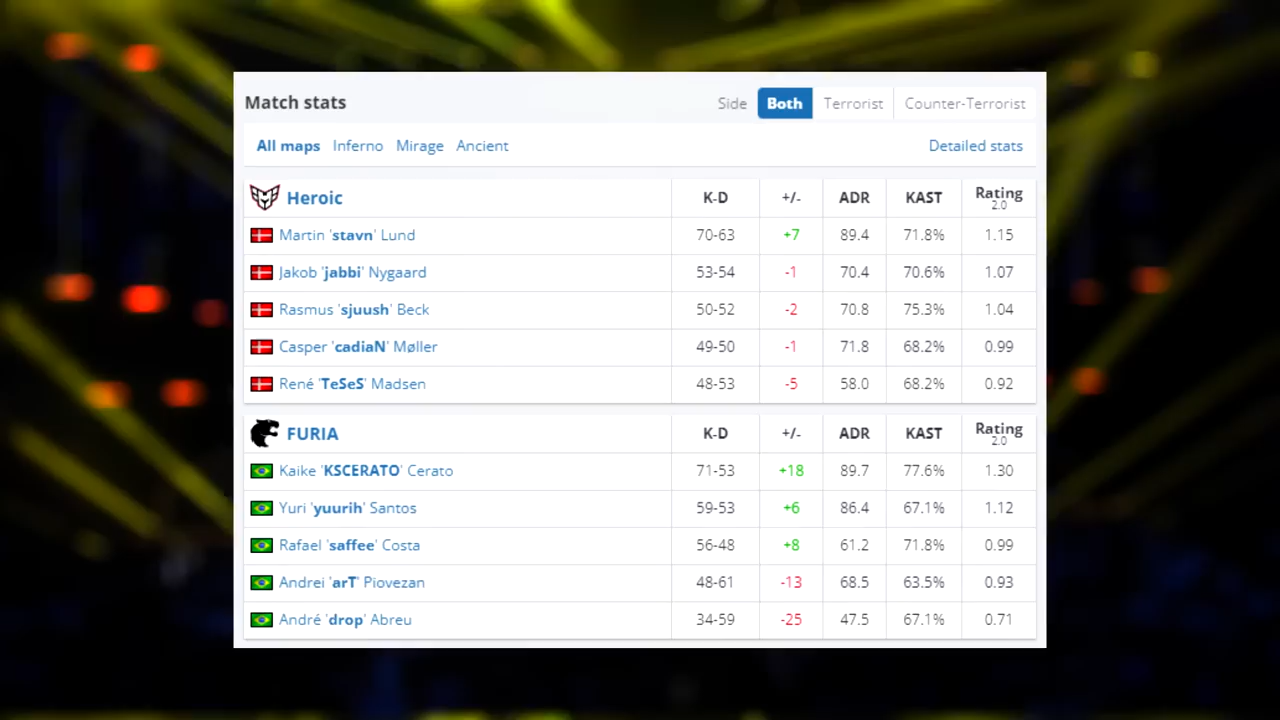 Match stats Side Both Terrorist Counter-Terrorist
All maps Inferno Mirage Ancient Detailed stats
Heroic K-D +/- ADR KAST Rating 2.0
Martin 'stavn' Lund 70-63 +7 89.4 71.8% 1.15
Jakob 'jabbi' Nygaard 53-54 -1 70.4 70.6% 1.07
Rasmus 'sjuush' Beck 50-52 -2 70.8 75.3% 1.04
Casper 'cadiaN' Møller 49-50 -1 71.8 68.2% 0.99
René 'TeSeS' Madsen 48-53 -5 58.0 68.2% 0.92
FURIA K-D +/- ADR KAST Rating 2.0
Kaike 'KSCERATO' Cerato 71-53 +18 89.7 77.6% 1.30
Yuri 'yuurih' Santos 59-53 +6 86.4 67.1% 1.12
Rafael 'saffee' Costa 56-48 +8 61.2 71.8% 0.99
Andrei 'arT' Piovezan 48-61 -13 68.5 63.5% 0.93
André 'drop' Abreu 34-59 -25 47.5 67.1% 0.71